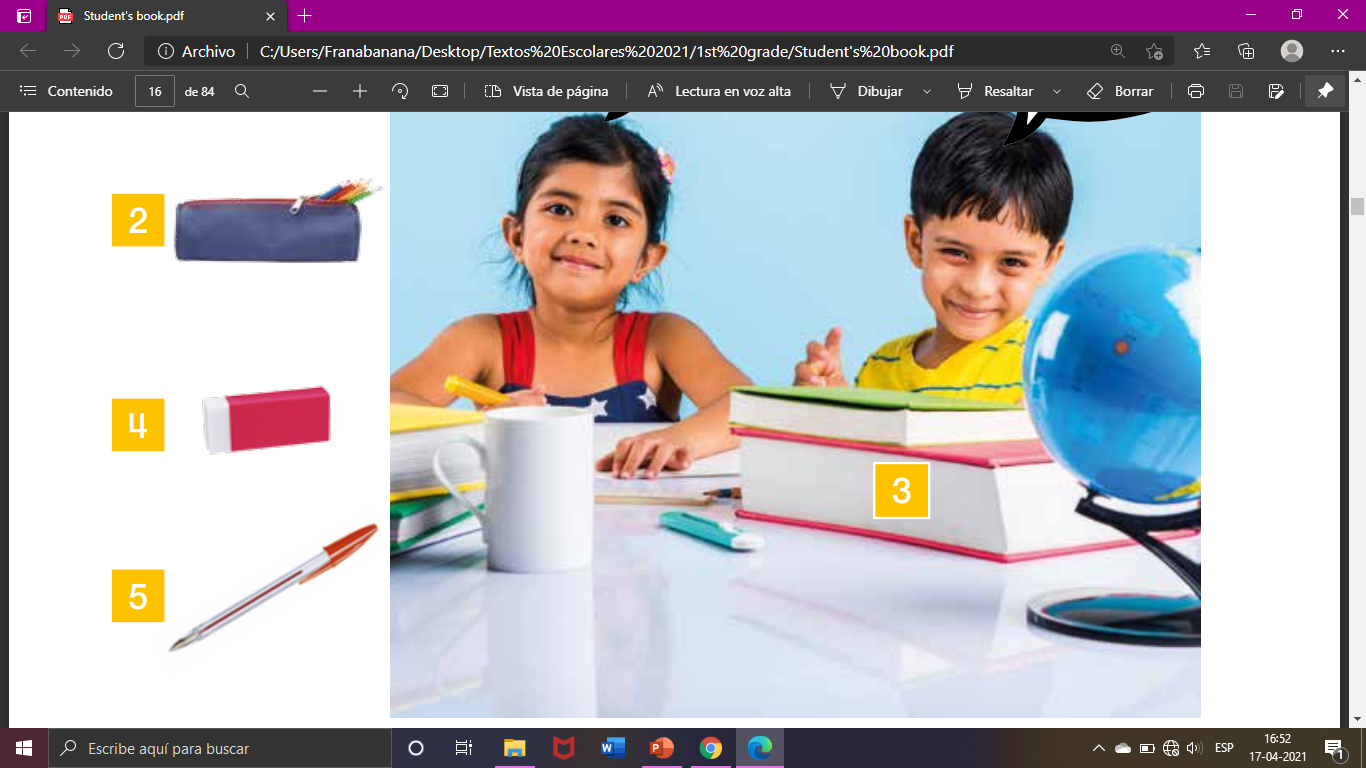 Student's book.pdf
Archivo C:/Users/Franabanana/Desktop/Textos%20Escolares%202021/1st%20grade/Student's%20book.pdf
Contenido 16 de 84 Vista de página Lectura en voz alta Dibujar Resaltar Borrar
2
4
3
5
Escribe aquí para buscar
ESP
16:52
17-04-2021
1